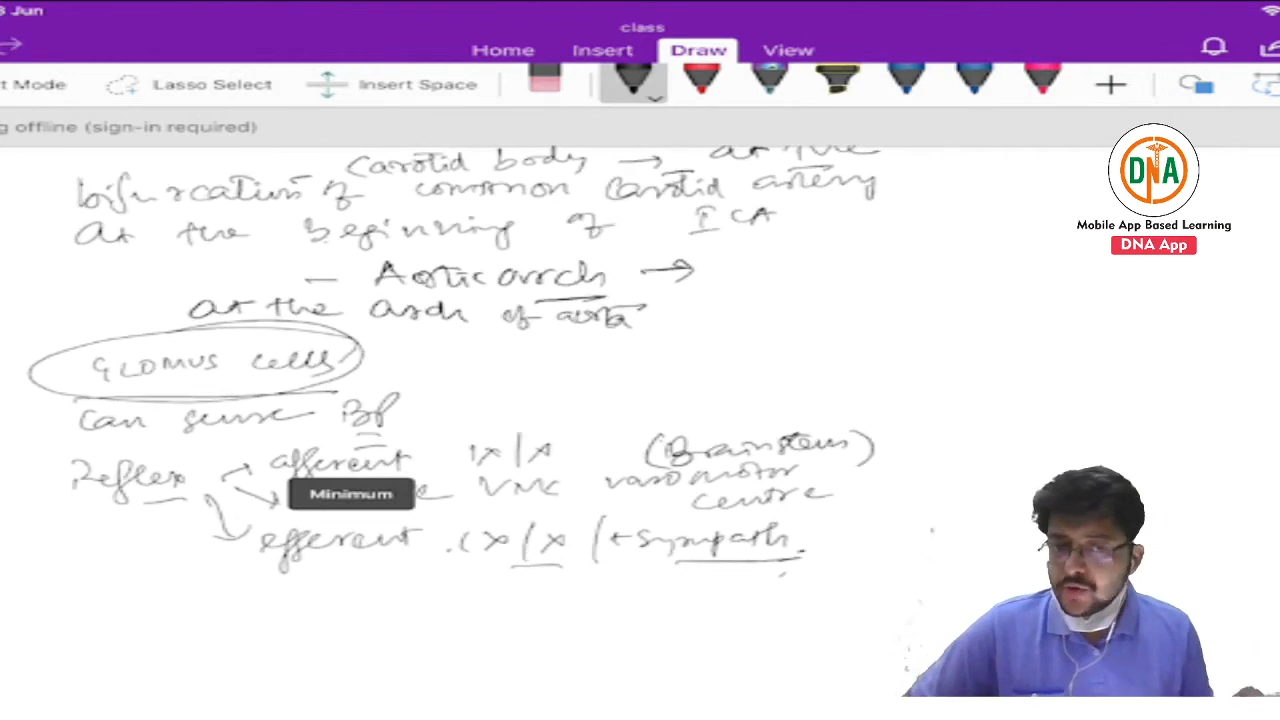 3 Jun
class
Home Insert Draw View
rt Mode Lasso Select Insert Space
g offline (sign-in required)
DNA
Mobile App Based Learning
DNA App
Carotid body → at the
bifurcation of common carotid artery
at the beginning of ICA
- Aortic arch →
at the arch of aorta
GLOMUS cells
can sense BP
Reflex → afferent IX/X (Brainstem)
Minimum VMC vasomotor
centre
efferent IX/X /+ sympath.